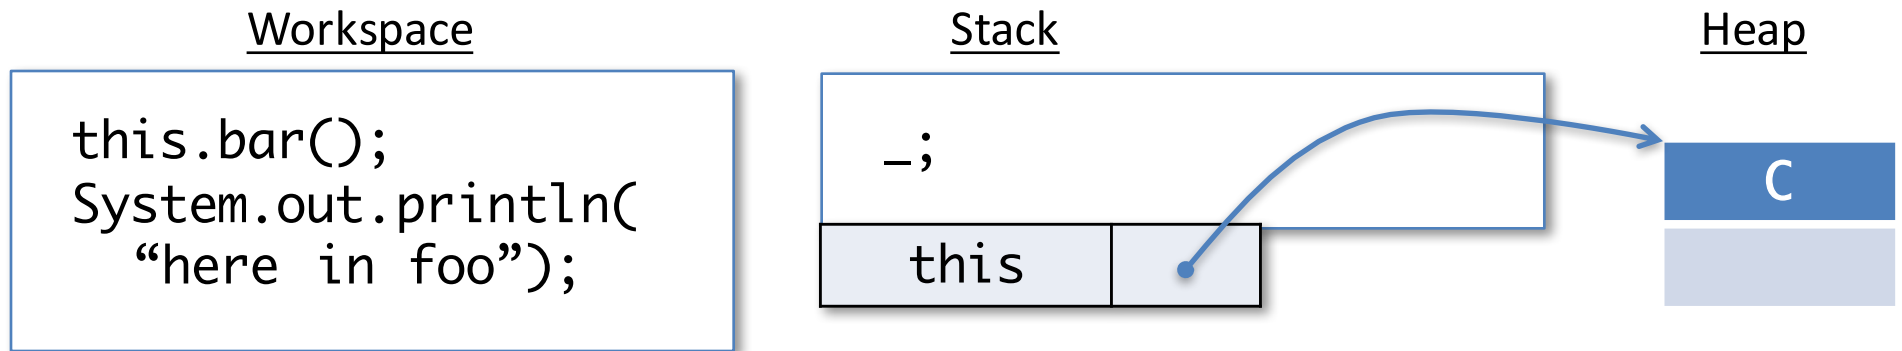 Workspace
Stack
Heap
this.bar();
System.out.println(
“here in foo”);
_;
this
C